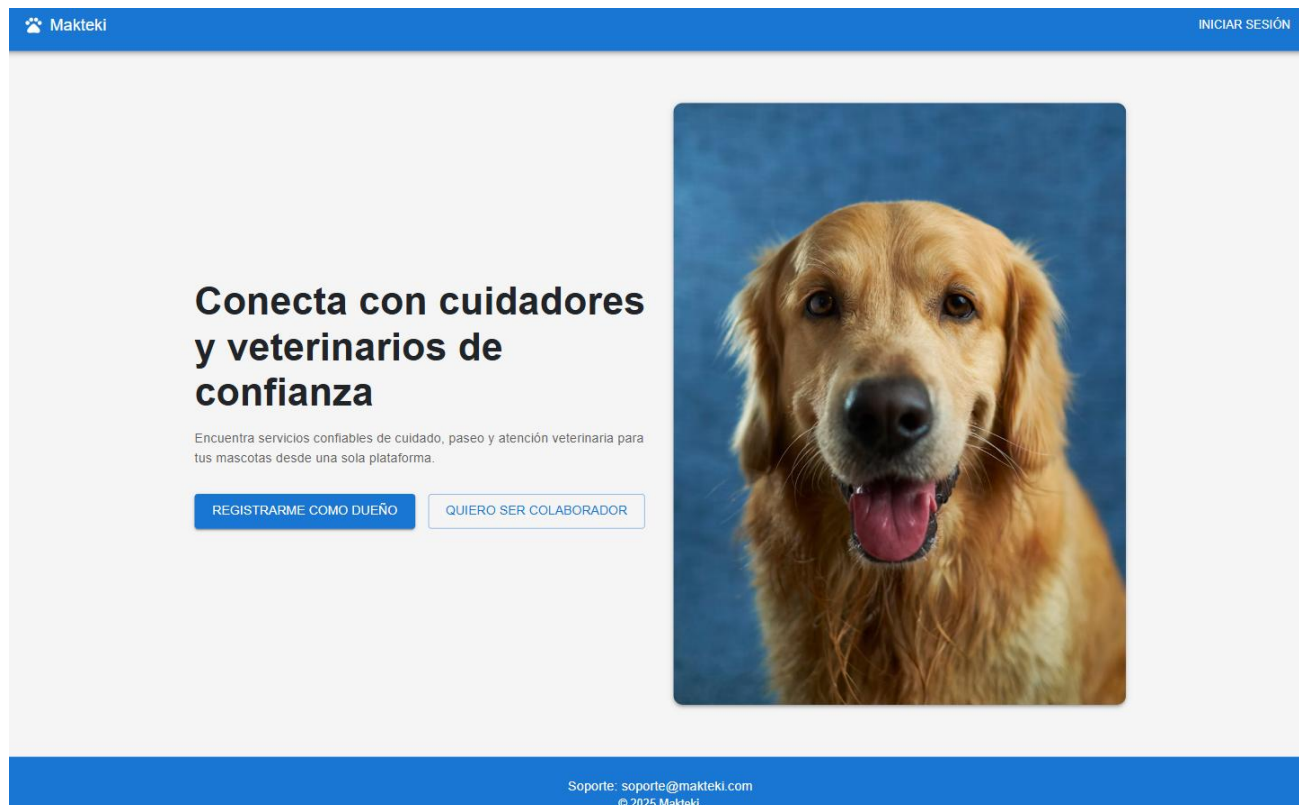 Makteki
INICIAR SESIÓN
Conecta con cuidadores
y veterinarios de
confianza
Encuentra servicios confiables de cuidado, paseo y atención veterinaria para
tus mascotas desde una sola plataforma.
REGISTRARME COMO DUEÑO
QUIERO SER COLABORADOR
Soporte: soporte@makteki.com
© 2025 Makteki